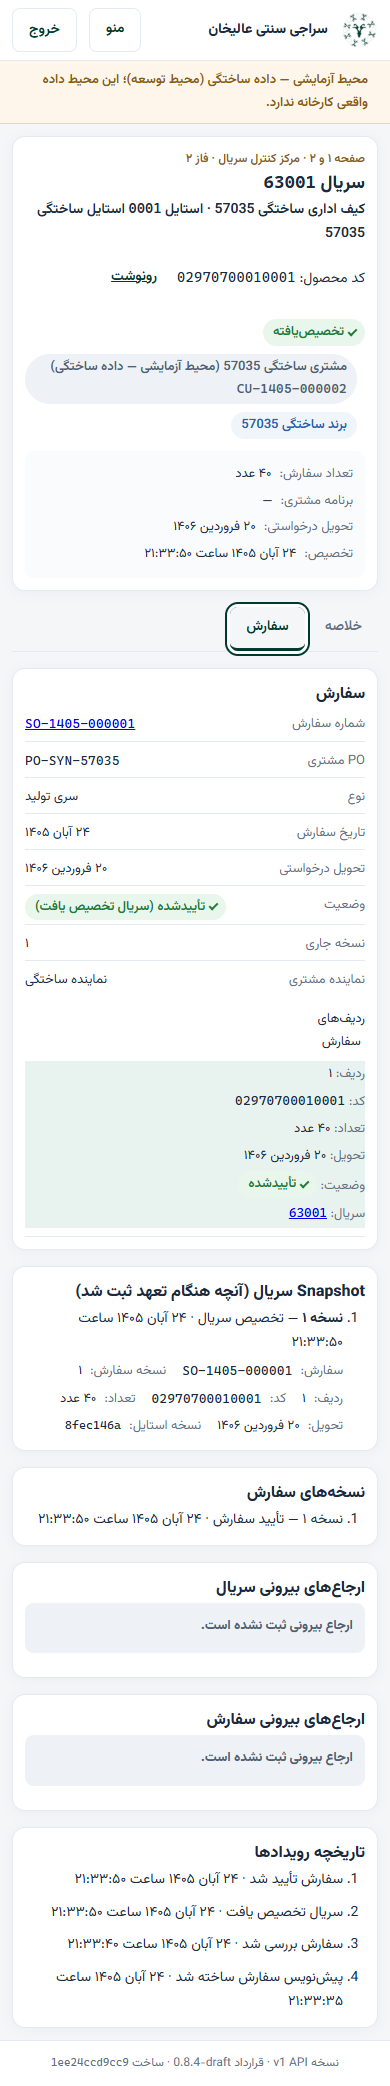 سراجی سنتی عالیخان
منو
خروج
محیط آزمایشی — داده ساختگی (محیط توسعه)؛ این محیط داده
واقعی کارخانه ندارد.
صفحه ۱ و ۲ · مرکز کنترل سریال · فاز ۲
سریال 63001
کیف اداری ساختگی 57035 · استایل 0001 استایل ساختگی
57035
کد محصول: 02970700010001 رونوشت
✓ تخصیص‌یافته
مشتری ساختگی 57035 (محیط آزمایشی — داده ساختگی)
CU-1405-000002
برند ساختگی 57035
تعداد سفارش: ۴۰ عدد
برنامه مشتری: —
تحویل درخواستی: ۲۰ فروردین ۱۴۰۶
تخصیص: ۲۴ آبان ۱۴۰۵ ساعت ۲۱:۳۳:۵۰
خلاصه
سفارش
سفارش
شماره سفارش SO-1405-000001
PO مشتری PO-SYN-57035
نوع سری تولید
تاریخ سفارش ۲۴ آبان ۱۴۰۵
تحویل درخواستی ۲۰ فروردین ۱۴۰۶
وضعیت ✓ تأییدشده (سریال تخصیص یافت)
نسخه جاری ۱
نماینده مشتری نماینده ساختگی
ردیف‌های
سفارش
ردیف: ۱
کد: 02970700010001
تعداد: ۴۰ عدد
تحویل: ۲۰ فروردین ۱۴۰۶
وضعیت: ✓ تأییدشده
سریال: 63001
Snapshot سریال (آنچه هنگام تعهد ثبت شد)
1. نسخه ۱ — تخصیص سریال · ۲۴ آبان ۱۴۰۵ ساعت
۲۱:۳۳:۵۰
سفارش: SO-1405-000001 نسخه سفارش: ۱
ردیف: ۱ کد: 02970700010001 تعداد: ۴۰ عدد
تحویل: ۲۰ فروردین ۱۴۰۶ نسخه استایل: 8fec146a
نسخه‌های سفارش
1. نسخه ۱ — تأیید سفارش · ۲۴ آبان ۱۴۰۵ ساعت ۲۱:۳۳:۵۰
ارجاع‌های بیرونی سریال
ارجاع بیرونی ثبت نشده است.
ارجاع‌های بیرونی سفارش
ارجاع بیرونی ثبت نشده است.
تاریخچه رویدادها
1. سفارش تأیید شد · ۲۴ آبان ۱۴۰۵ ساعت ۲۱:۳۳:۵۰
2. سریال تخصیص یافت · ۲۴ آبان ۱۴۰۵ ساعت ۲۱:۳۳:۵۰
3. سفارش بررسی شد · ۲۴ آبان ۱۴۰۵ ساعت ۲۱:۳۳:۴۰
4. پیش‌نویس سفارش ساخته شد · ۲۴ آبان ۱۴۰۵ ساعت
۲۱:۳۳:۳۵
نسخه v1 API · قرارداد 0.8.4-draft · ساخت 1ee24ccd9cc9